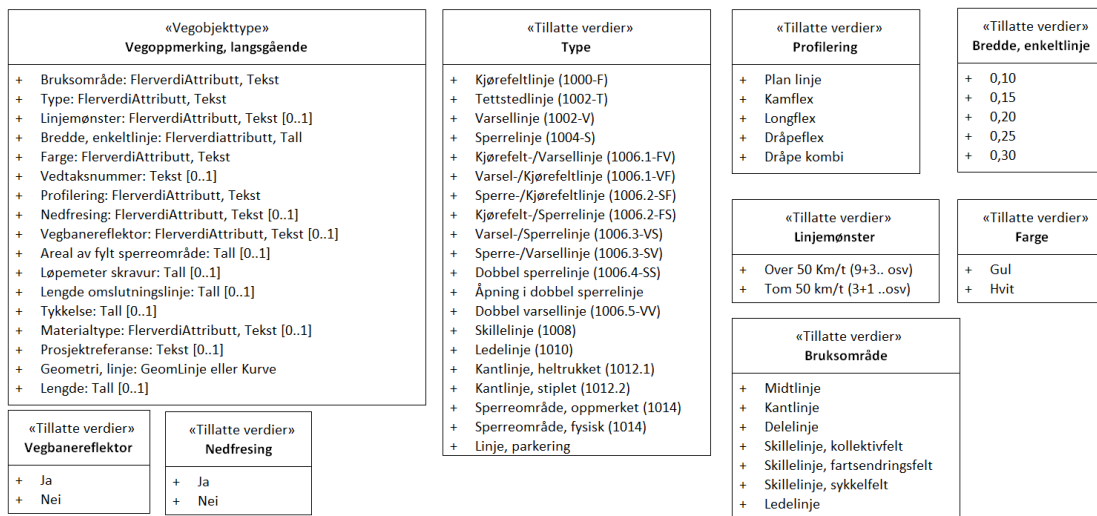 «Vegobjekttype»
Vegoppmerking, langsgående
+ Bruksområde: FlerverdiAttributt, Tekst
+ Type: FlerverdiAttributt, Tekst
+ Linjemønster: FlerverdiAttributt, Tekst [0..1]
+ Bredde, enkeltlinje: Flerverdiattributt, Tall
+ Farge: FlerverdiAttributt, Tekst
+ Vedtaksnummer: Tekst [0..1]
+ Profilering: FlerverdiAttributt, Tekst
+ Nedfresing: FlerverdiAttributt, Tekst [0..1]
+ Vegbanereflektor: FlerverdiAttributt, Tekst [0..1]
+ Areal av fylt sperreområde: Tall [0..1]
+ Løpemeter skravur: Tall [0..1]
+ Lengde omslutningslinje: Tall [0..1]
+ Tykkelse: Tall [0..1]
+ Materialtype: FlerverdiAttributt, Tekst [0..1]
+ Prosjektreferanse: Tekst [0..1]
+ Geometri, linje: GeomLinje eller Kurve
+ Lengde: Tall [0..1]
«Tillatte verdier»
Vegbanereflektor
+ Ja
+ Nei
«Tillatte verdier»
Nedfresing
+ Ja
+ Nei
«Tillatte verdier»
Type
+ Kjørefeltlinje (1000-F)
+ Tettstedlinje (1002-T)
+ Varsellinje (1002-V)
+ Sperrelinje (1004-S)
+ Kjørefelt-/Varsellinje (1006.1-FV)
+ Varsel-/Kjørefeltlinje (1006.1-VF)
+ Sperre-/Kjørefeltlinje (1006.2-SF)
+ Kjørefelt-/Sperrelinje (1006.2-FS)
+ Varsel-/Sperrelinje (1006.3-VS)
+ Sperre-/Varsellinje (1006.3-SV)
+ Dobbel sperrelinje (1006.4-SS)
+ Åpning i dobbel sperrelinje
+ Dobbel varsellinje (1006.5-VV)
+ Skillelinje (1008)
+ Ledelinje (1010)
+ Kantlinje, heltrukket (1012.1)
+ Kantlinje, stiplet (1012.2)
+ Sperreområde, oppmerket (1014)
+ Sperreområde, fysisk (1014)
+ Linje, parkering
«Tillatte verdier»
Profilering
+ Plan linje
+ Kamflex
+ Longflex
+ Dråpeflex
+ Dråpe kombi
«Tillatte verdier»
Bredde, enkeltlinje
+ 0,10
+ 0,15
+ 0,20
+ 0,25
+ 0,30
«Tillatte verdier»
Linjemønster
+ Over 50 Km/t (9+3.. osv)
+ Tom 50 km/t (3+1 ..osv)
«Tillatte verdier»
Farge
+ Gul
+ Hvit
«Tillatte verdier»
Bruksområde
+ Midtlinje
+ Kantlinje
+ Delelinje
+ Skillelinje, kollektivfelt
+ Skillelinje, fartsendringsfelt
+ Skillelinje, sykkelfelt
+ Ledelinje